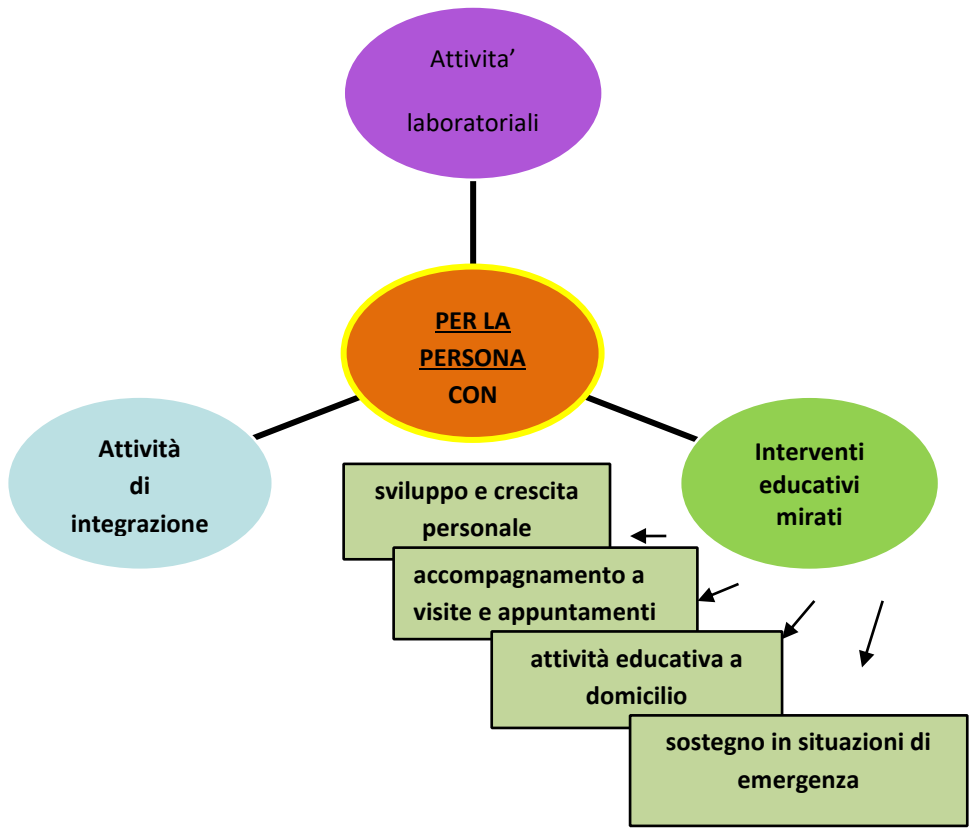 Attivita’
laboratoriali
PER LA
PERSONA
CON
Attività
di
integrazione
Interventi
educativi
mirati
sviluppo e crescita
personale
accompagnamento a
visite e appuntamenti
attività educativa a
domicilio
sostegno in situazioni di
emergenza